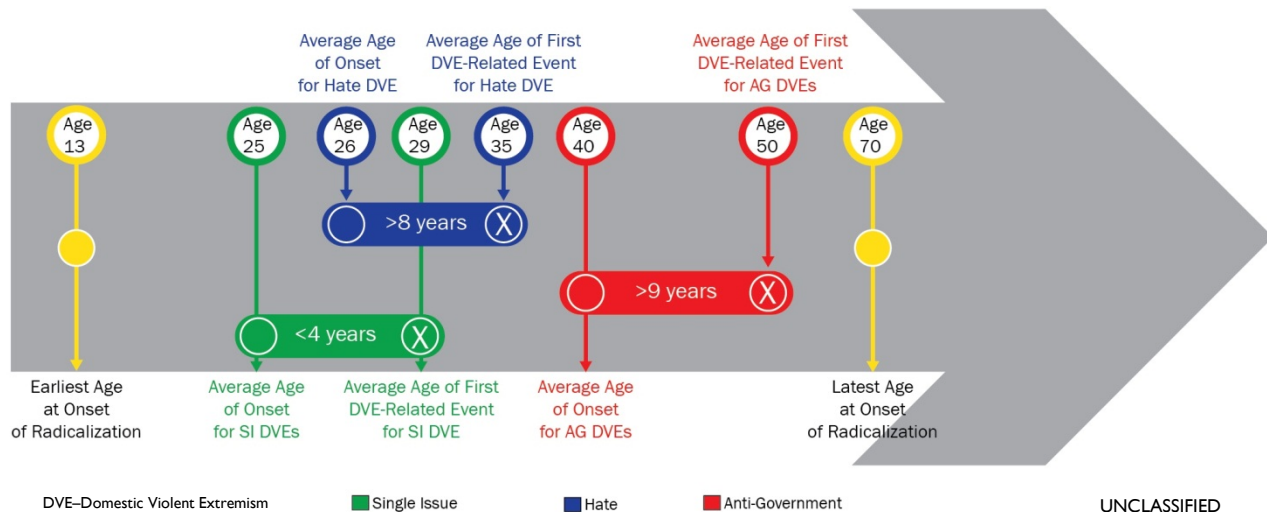 Average Age
of Onset
for Hate DVE
Average Age of First
DVE-Related Event
for Hate DVE
Average Age of First
DVE-Related Event
for AG DVEs
Age
13
Age
25
Age
26
Age
29
Age
35
Age
40
Age
50
Age
70
>8 years
X
>9 years
X
<4 years
X
Earliest Age
at Onset
of Radicalization
Average Age
of Onset
for SI DVEs
Average Age of First
DVE-Related Event
for SI DVE
Average Age
of Onset
for AG DVEs
Latest Age
at Onset
of Radicalization
DVE–Domestic Violent Extremism
Single Issue
Hate
Anti-Government
UNCLASSIFIED